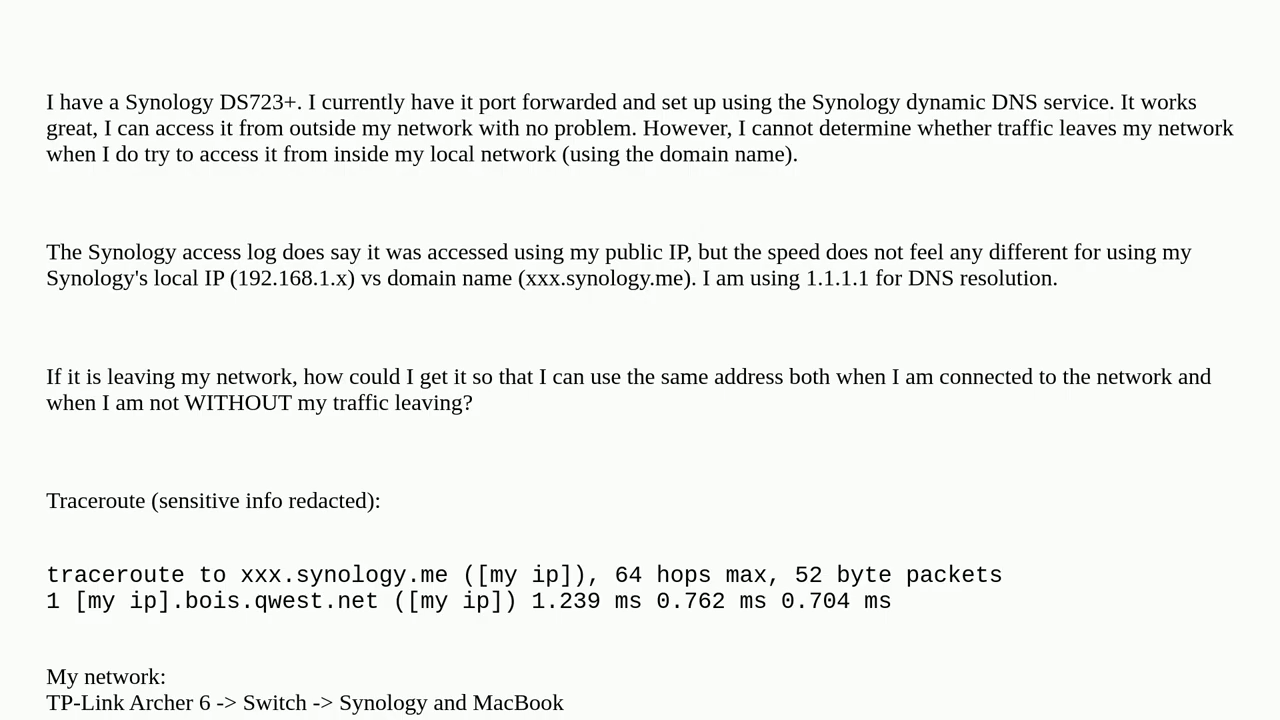 I have a Synology DS723+. I currently have it port forwarded and set up using the Synology dynamic DNS service. It works
great, I can access it from outside my network with no problem. However, I cannot determine whether traffic leaves my network
when I do try to access it from inside my local network (using the domain name).
The Synology access log does say it was accessed using my public IP, but the speed does not feel any different for using my
Synology's local IP (192.168.1.x) vs domain name (xxx.synology.me). I am using 1.1.1.1 for DNS resolution.
If it is leaving my network, how could I get it so that I can use the same address both when I am connected to the network and
when I am not WITHOUT my traffic leaving?
Traceroute (sensitive info redacted):
traceroute to xxx.synology.me ([my ip]), 64 hops max, 52 byte packets
1 [my ip].bois.qwest.net ([my ip]) 1.239 ms 0.762 ms 0.704 ms
My network:
TP-Link Archer 6 -> Switch -> Synology and MacBook